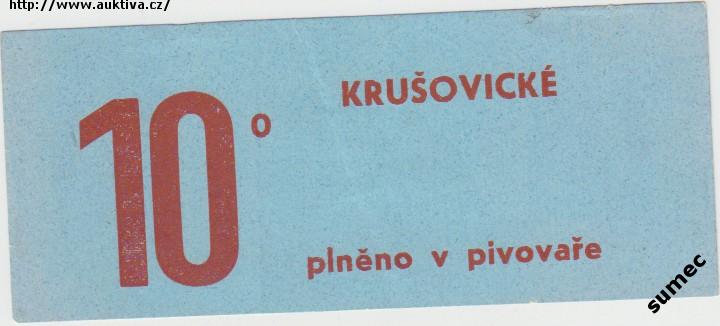 http://www.auktiva.cz/
10°
KRUŠOVICKÉ
plněno v pivovaře
sumec